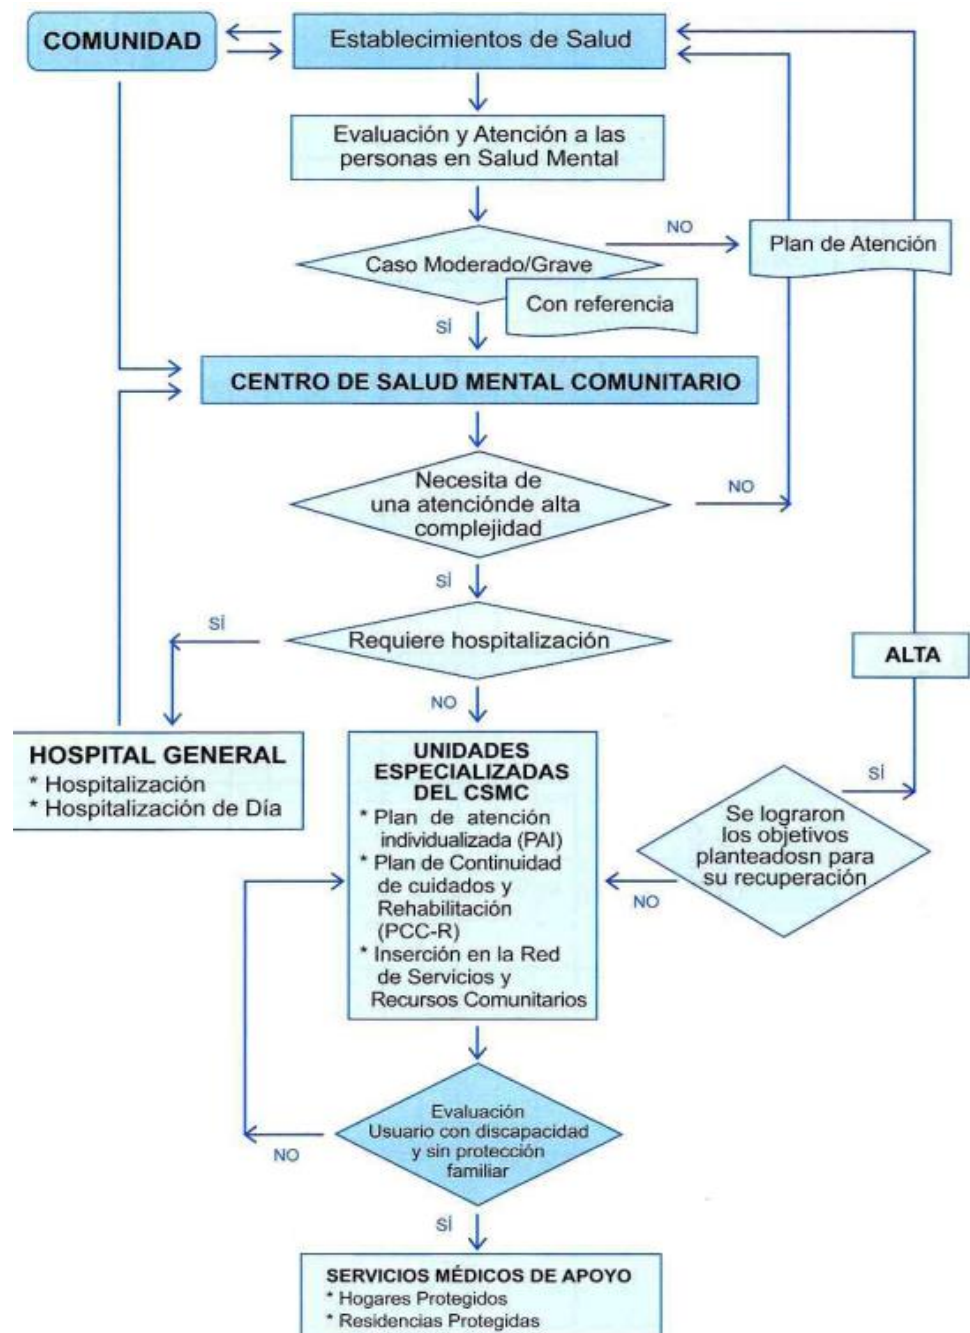 COMUNIDAD
Establecimientos de Salud
Evaluación y Atención a las
personas en Salud Mental
NO
Plan de Atención
Caso Moderado/Grave
Con referencia
SÍ
CENTRO DE SALUD MENTAL COMUNITARIO
Necesita de
una atenciónde alta
complejidad
NO
SÍ
SÍ
Requiere hospitalización
ALTA
NO
HOSPITAL GENERAL
* Hospitalización
* Hospitalización de Día
UNIDADES
ESPECIALIZADAS
DEL CSMC
* Plan de atención
individualizada (PAI)
* Plan de Continuidad
de cuidados y
Rehabilitación
(PCC-R)
* Inserción en la Red
de Servicios y
Recursos Comunitarios
SÍ
Se lograron
los objetivos
planteadosn para
su recuperación
NO
Evaluación
Usuario con discapacidad
y sin protección
familiar
NO
SÍ
SERVICIOS MÉDICOS DE APOYO
* Hogares Protegidos
* Residencias Protegidas